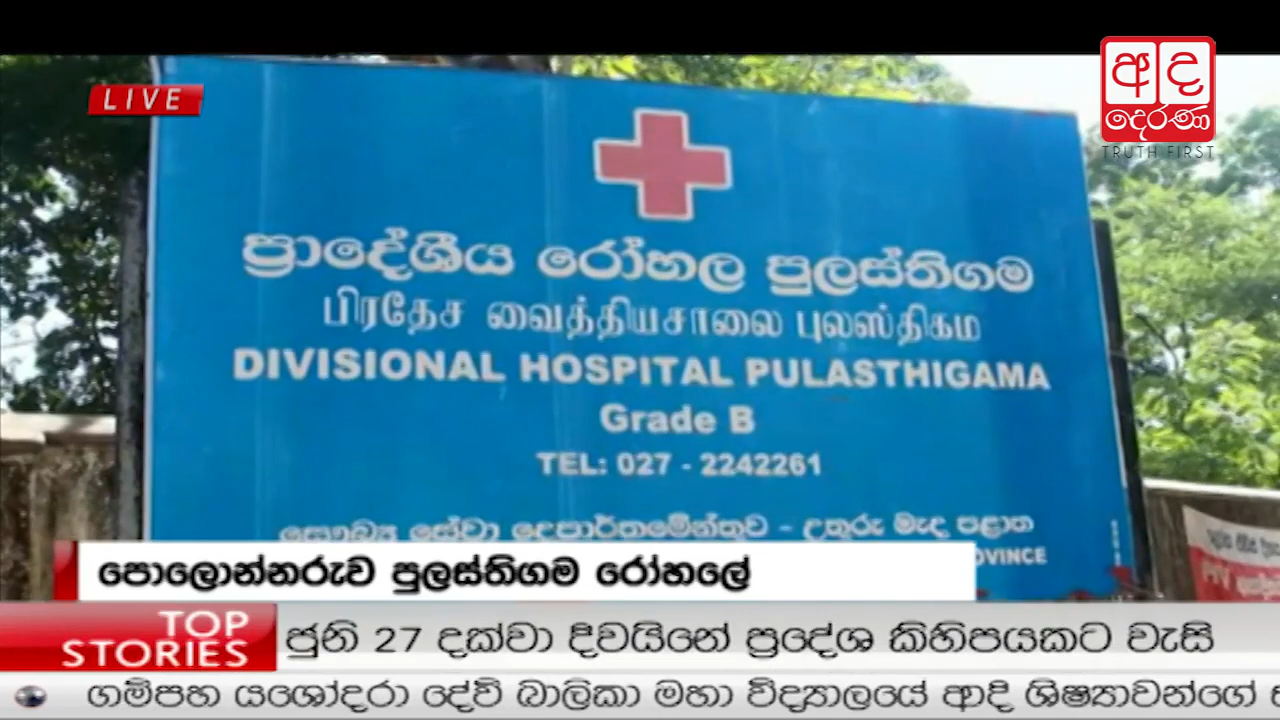 LIVE
අද
දෙරණ
TRUTH FIRST
ප්‍රාදේශීය රෝහල පුලස්තිගම
பிரதேச வைத்தியசாலை புலஸ்திகம
DIVISIONAL HOSPITAL PULASTHIGAMA
Grade B
TEL: 027 - 2242261
සෞඛ්‍ය සේවා දෙපාර්තමේන්තුව - උතුරු මැද පළාත
පොලොන්නරුව පුලස්තිගම රෝහලේ
TOP STORIES
ජුනි 27 දක්වා දිවයිනේ ප්‍රදේශ කිහිපයකට වැසි
ගම්පහ යශෝදරා දේවි බාලිකා මහා විද්‍යාලයේ ආදි ශිෂ්‍යාවන්ගේ